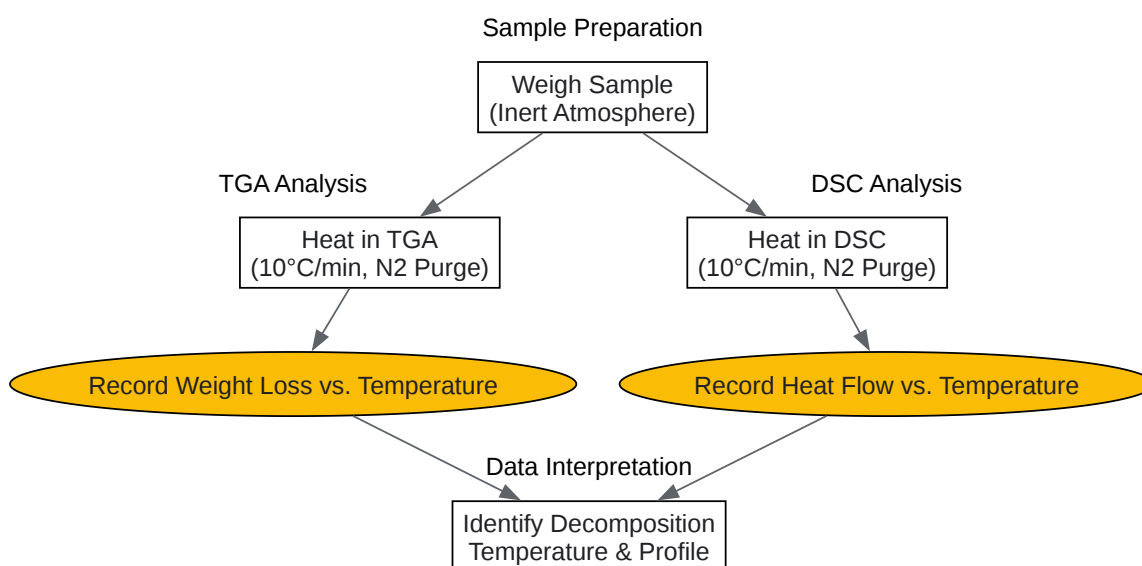 Sample Preparation
Weigh Sample
(Inert Atmosphere)
TGA Analysis
DSC Analysis
Heat in TGA
(10°C/min, N2 Purge)
Heat in DSC
(10°C/min, N2 Purge)
Record Weight Loss vs. Temperature
Record Heat Flow vs. Temperature
Data Interpretation
Identify Decomposition
Temperature & Profile